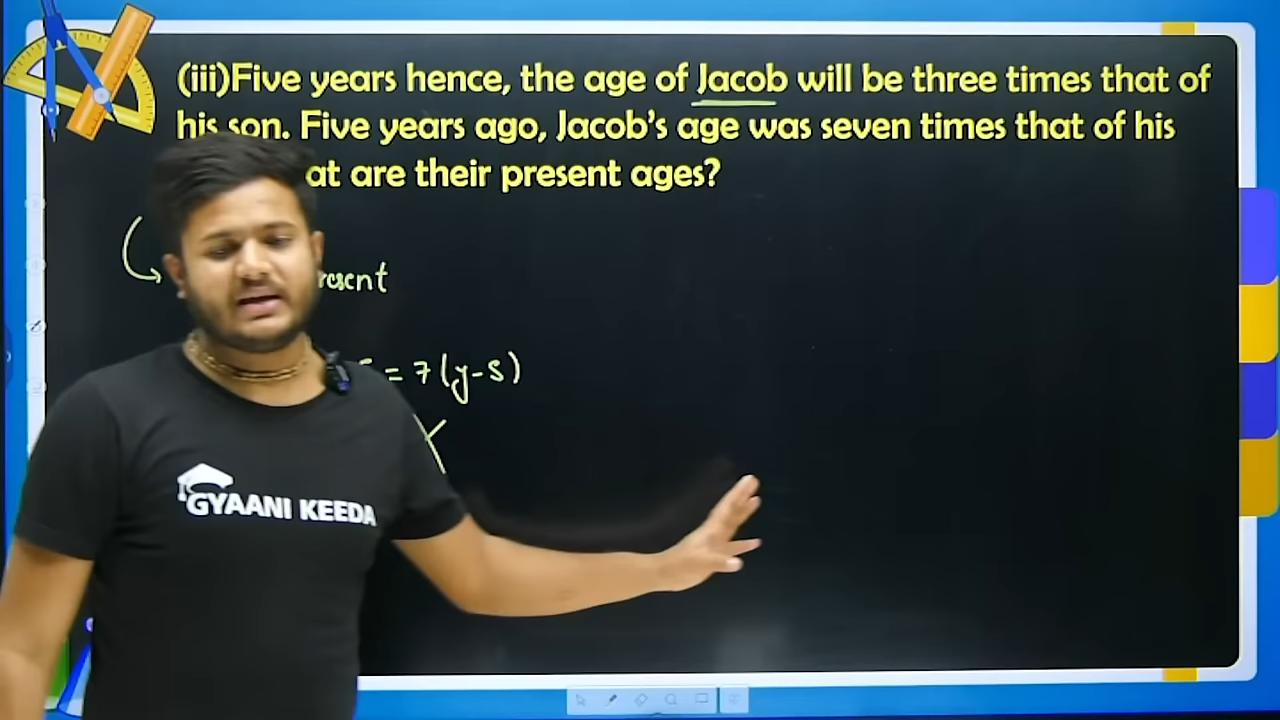 (iii)Five years hence, the age of Jacob will be three times that of
his son. Five years ago, Jacob's age was seven times that of his
at are their present ages?
resent
= 7(y-5)
GYAANI KEEDA